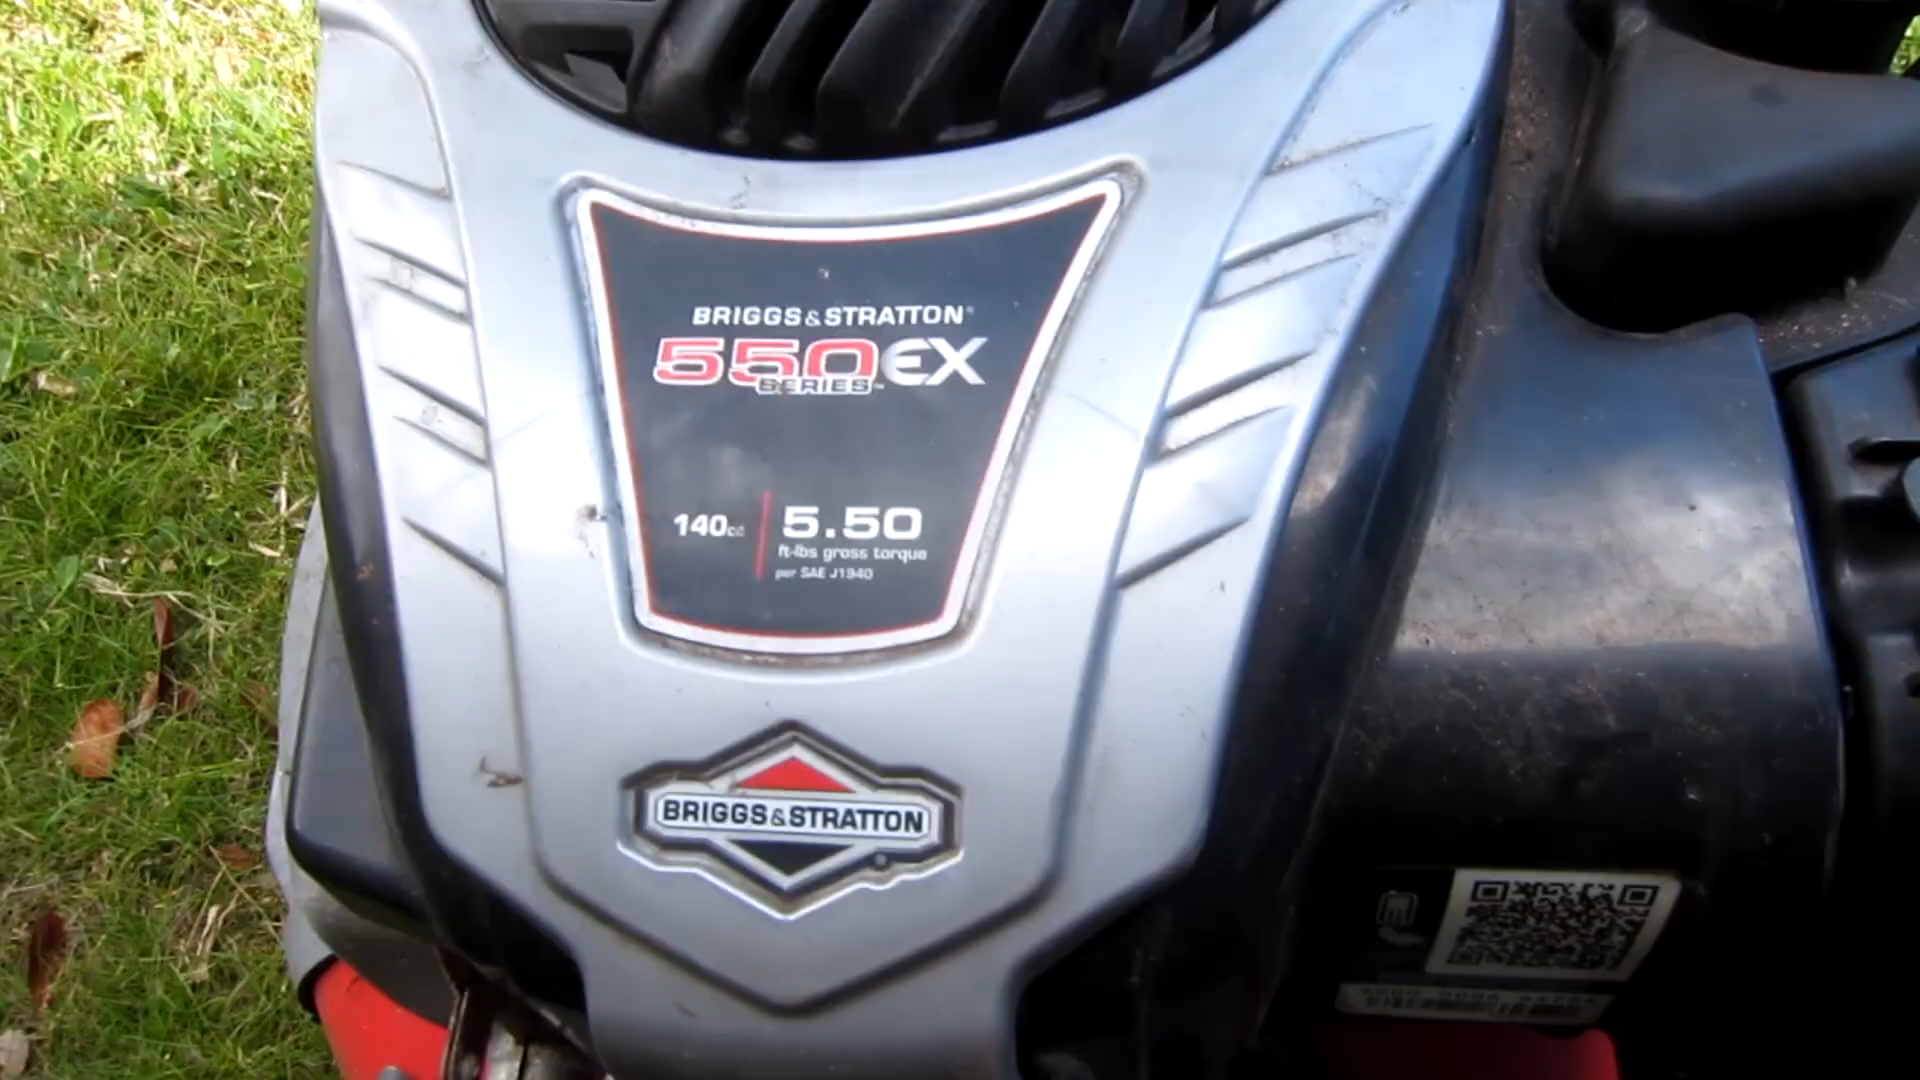 BRIGGS&STRATTON®
550EX
SERIES™
140cc 5.50
ft-lbs gross torque
per SAE J1940
BRIGGS&STRATTON®